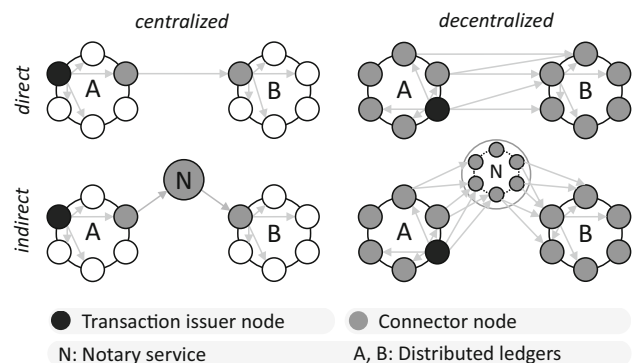 centralized
decentralized
direct
A
B
A
B
N
N
indirect
A
B
A
B
Transaction issuer node
Connector node
N: Notary service
A, B: Distributed ledgers